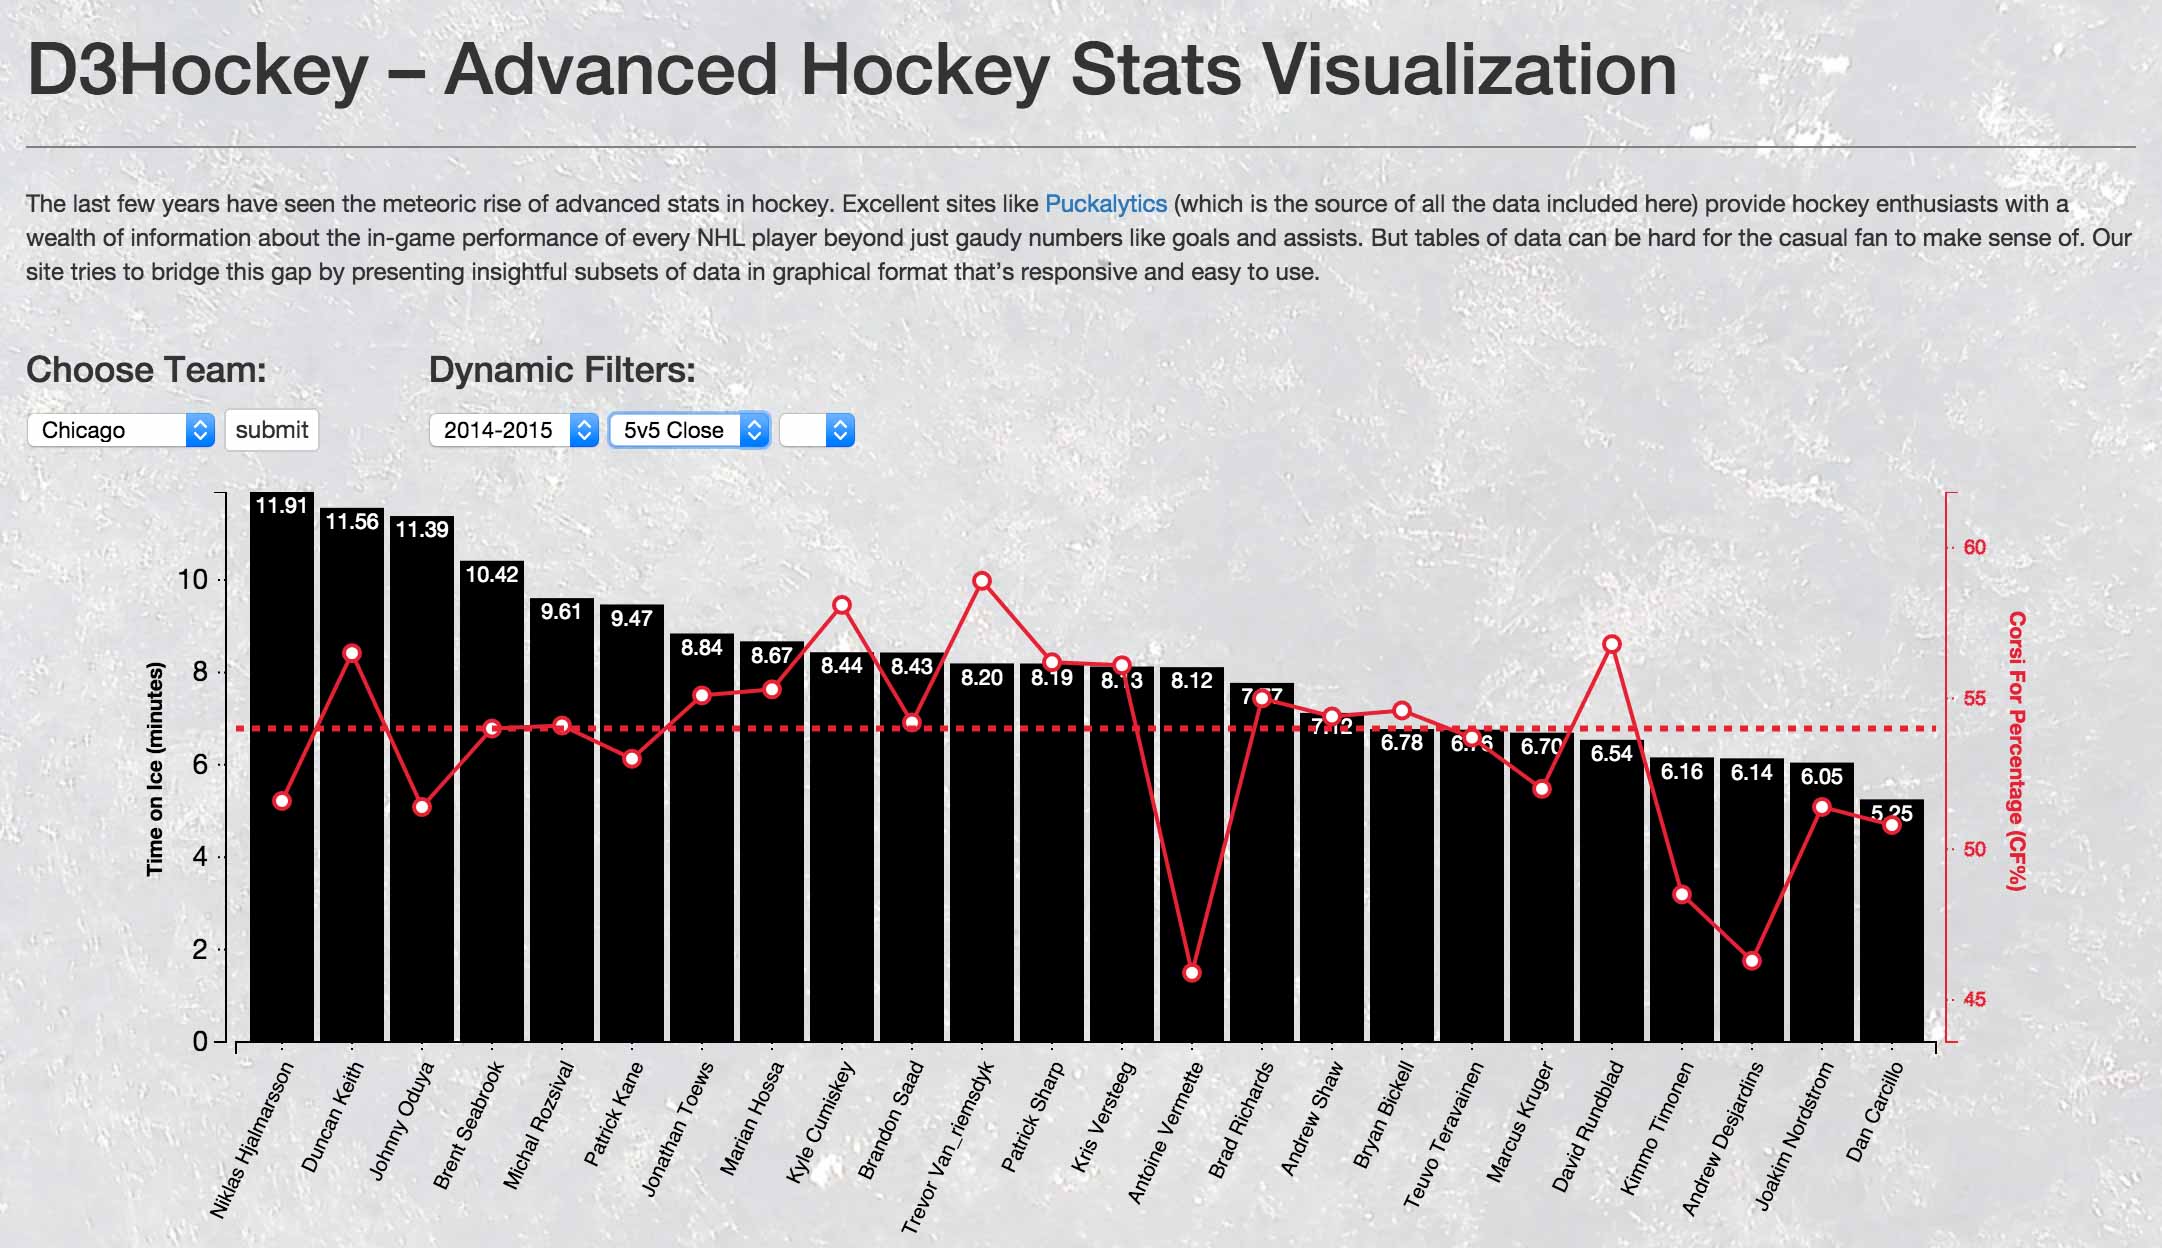 D3Hockey – Advanced Hockey Stats Visualization
The last few years have seen the meteoric rise of advanced stats in hockey. Excellent sites like Puckalytics (which is the source of all the data included here) provide hockey enthusiasts with a
wealth of information about the in-game performance of every NHL player beyond just gaudy numbers like goals and assists. But tables of data can be hard for the casual fan to make sense of. Our
site tries to bridge this gap by presenting insightful subsets of data in graphical format that's responsive and easy to use.
Choose Team:
Dynamic Filters:
Chicago
submit
2014-2015
5v5 Close
Time on Ice (minutes)
10
8
6
4
2
0
11.91
11.56
11.39
10.42
9.61
9.47
8.84
8.67
8.44
8.43
8.20
8.19
8.13
8.12
7.77
7.12
6.78
6.76
6.70
6.54
6.16
6.14
6.05
5.25
60
55
50
45
Corsi For Percentage (CF%)
Niklas Hjalmarsson
Duncan Keith
Johnny Oduya
Brent Seabrook
Michal Rozsival
Patrick Kane
Jonathan Toews
Marian Hossa
Kyle Cumiskey
Brandon Saad
Trevor Van_riemsdyk
Patrick Sharp
Kris Versteeg
Antoine Vermette
Brad Richards
Andrew Shaw
Bryan Bickell
Teuvo Teravainen
Marcus Kruger
David Rundblad
Kimmo Timonen
Andrew Desjardins
Joakim Nordstrom
Dan Carcillo